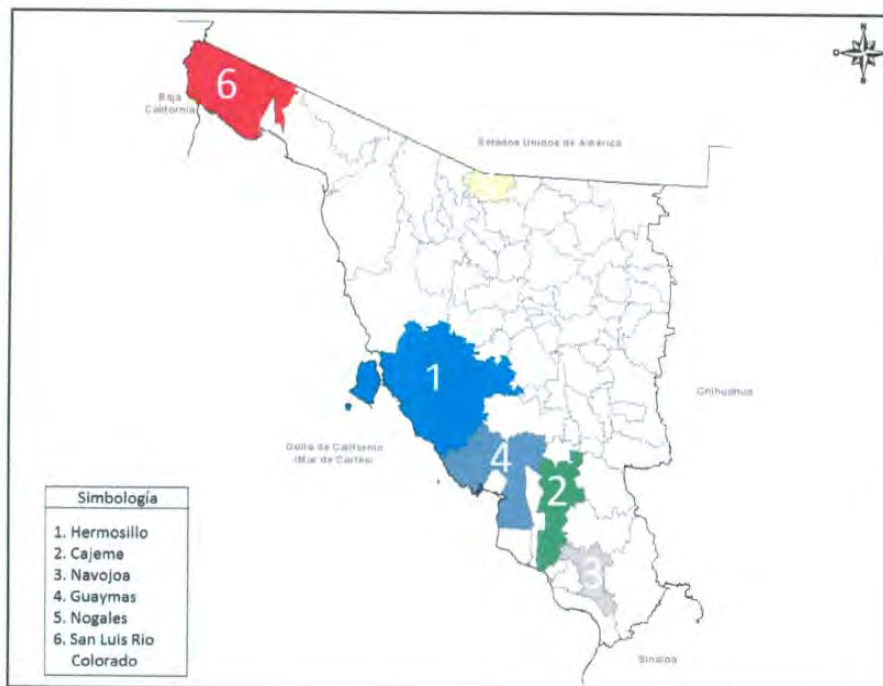 N
O
E
S
6
Baja
California
Estados Unidos de América
1
Chihuahua
Golfo de California
(Mar de Cortés)
4
2
3
Sinaloa
Simbología
1. Hermosillo
2. Cajeme
3. Navojoa
4. Guaymas
5. Nogales
6. San Luis Rio
Colorado